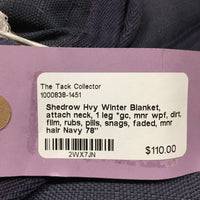 The Tack Collector
1000838-1451
Shedrow Hvy Winter Blanket,
attach neck, 1 leg *gc, mnr wpf, dirt,
film, rubs, pills, snags, faded, mnr
hair Navy 78"
2WX7JN
$110.00